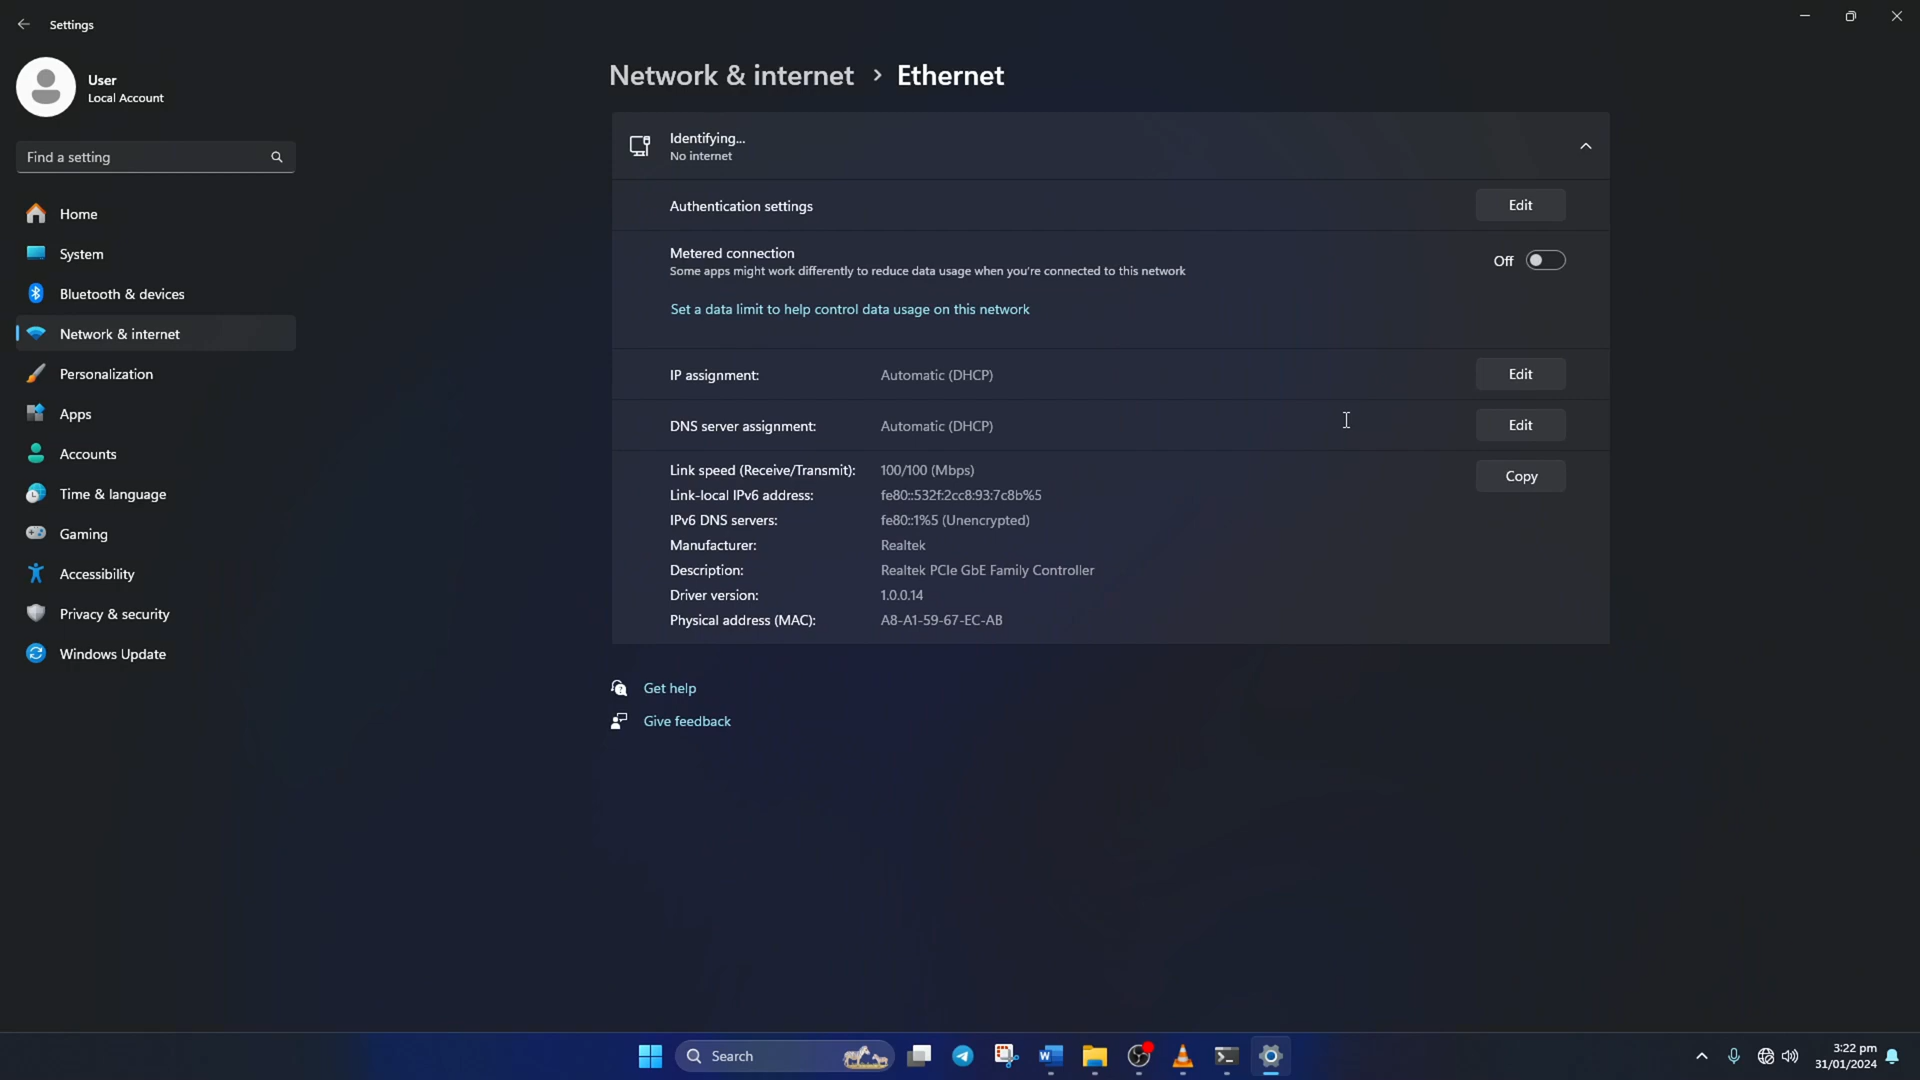 Settings
User
Local Account
Find a setting
Home
System
Bluetooth & devices
Network & internet
Personalization
Apps
Accounts
Time & language
Gaming
Accessibility
Privacy & security
Windows Update
Network & internet > Ethernet
Identifying...
No internet
Authentication settings Edit
Metered connection
Some apps might work differently to reduce data usage when you're connected to this network
Off
Set a data limit to help control data usage on this network
IP assignment: Automatic (DHCP) Edit
DNS server assignment: Automatic (DHCP) Edit
Link speed (Receive/Transmit): 100/100 (Mbps) Copy
Link-local IPv6 address: fe80::532f:2cc8:93:7c8b%5
IPv6 DNS servers: fe80::1%5 (Unencrypted)
Manufacturer: Realtek
Description: Realtek PCIe GbE Family Controller
Driver version: 1.0.0.14
Physical address (MAC): A8-A1-59-67-EC-AB
Get help
Give feedback
Search
3:22 pm
31/01/2024